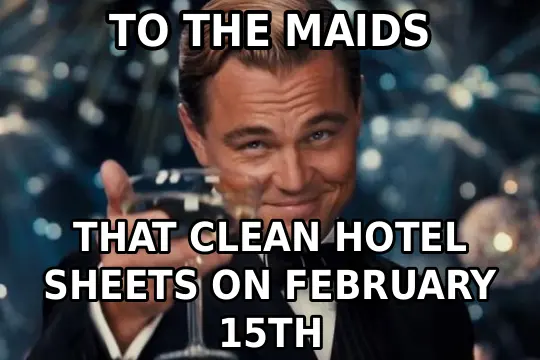 TO THE MAIDS
THAT CLEAN HOTEL
SHEETS ON FEBRUARY
15TH